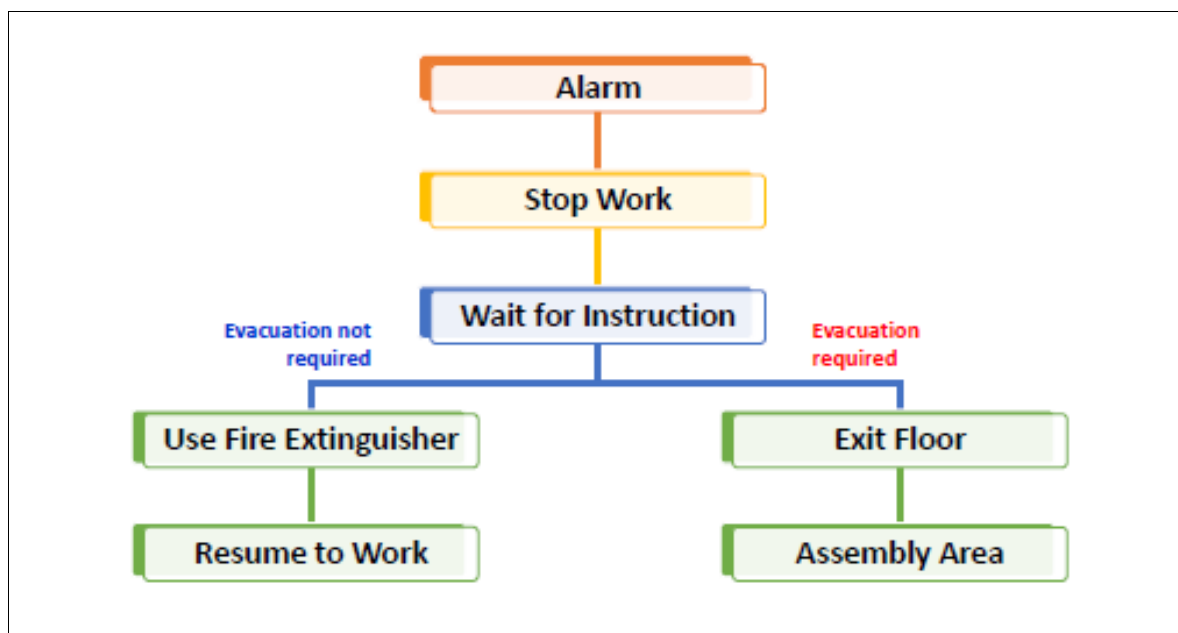 Alarm
Stop Work
Wait for Instruction
Evacuation not
required
Evacuation
required
Use Fire Extinguisher
Exit Floor
Resume to Work
Assembly Area